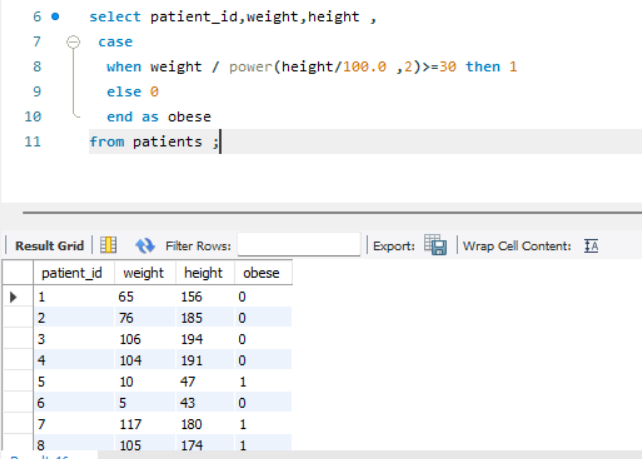 6 select patient_id,weight,height ,
7 case
8 when weight / power(height/100.0 ,2)>=30 then 1
9 else 0
10 end as obese
11 from patients ;
Result Grid Filter Rows: Export: Wrap Cell Content: IA
patient_id weight height obese
1 65 156 0
2 76 185 0
3 106 194 0
4 104 191 0
5 10 47 1
6 5 43 0
7 117 180 1
8 105 174 1